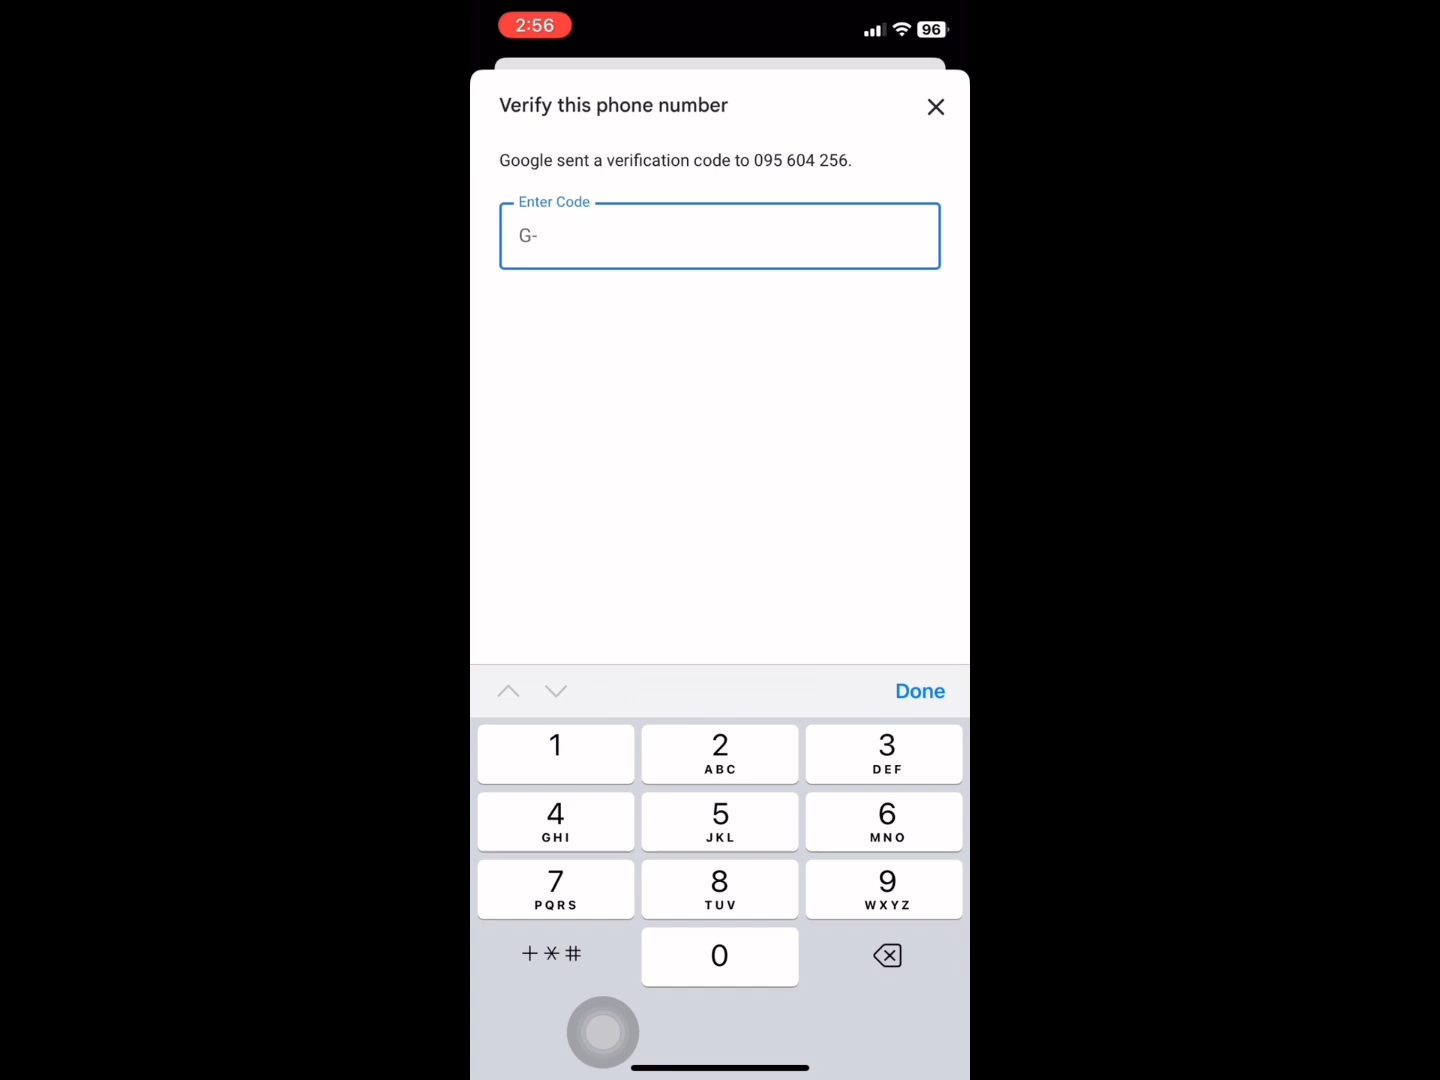 2:56
96
Verify this phone number
Google sent a verification code to 095 604 256.
Enter Code
G-
Done
1
2
ABC
3
DEF
4
GHI
5
JKL
6
MNO
7
PQRS
8
TUV
9
WXYZ
+*#
0